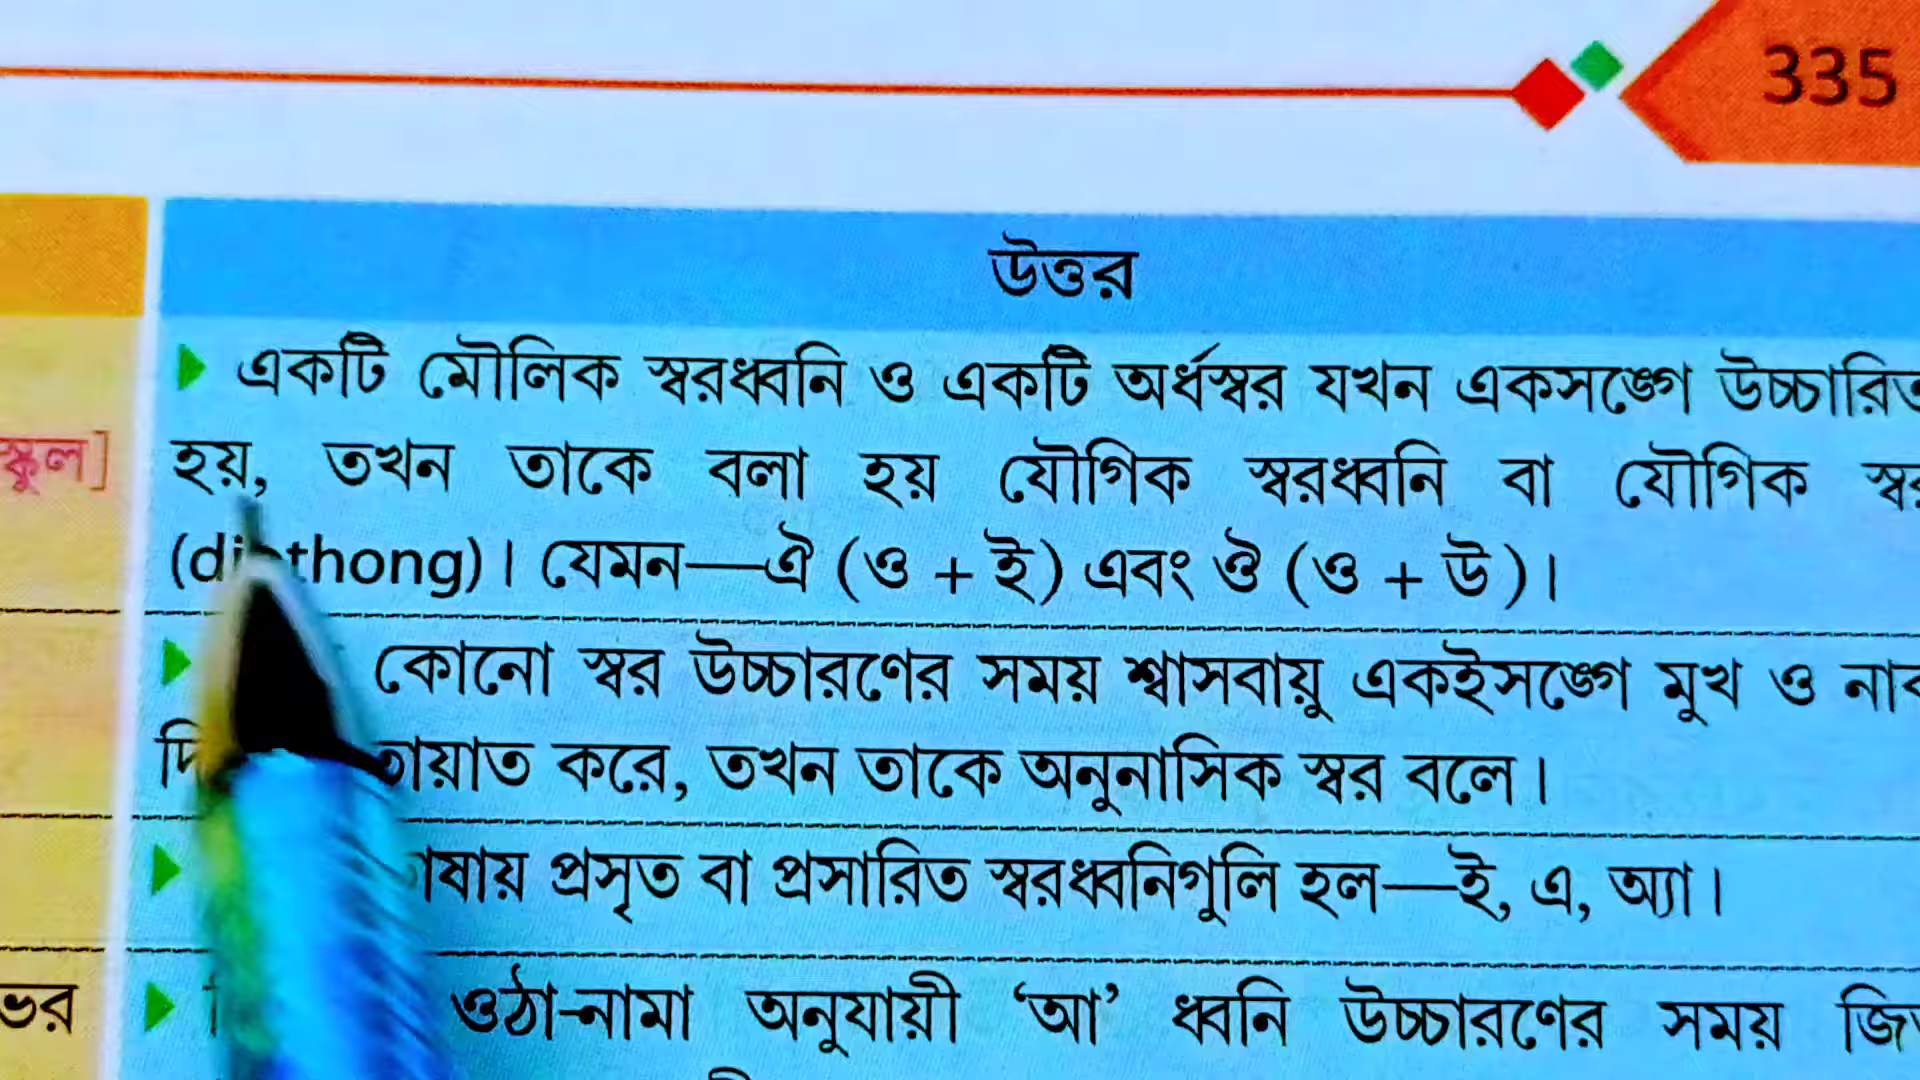 335
উত্তর
একটি মৌলিক স্বরধ্বনি ও একটি অর্ধস্বর যখন একসঙ্গে উচ্চারিত
স্কুল]
হয়, তখন তাকে বলা হয় যৌগিক স্বরধ্বনি বা যৌগিক স্বর
যেমন—ঐ (ও + ই) এবং ঔ (ও + উ)।
কোনো স্বর উচ্চারণের সময় শ্বাসবায়ু একইসঙ্গে মুখ ও
করে, তখন তাকে অনুনাসিক স্বর বলে।
প্রসৃত বা প্রসারিত স্বরধ্বনিগুলি হল—ই, এ, অ্যা।
ওঠা-নামা অনুযায়ী ‘আ’ ধ্বনি উচ্চারণের সময়